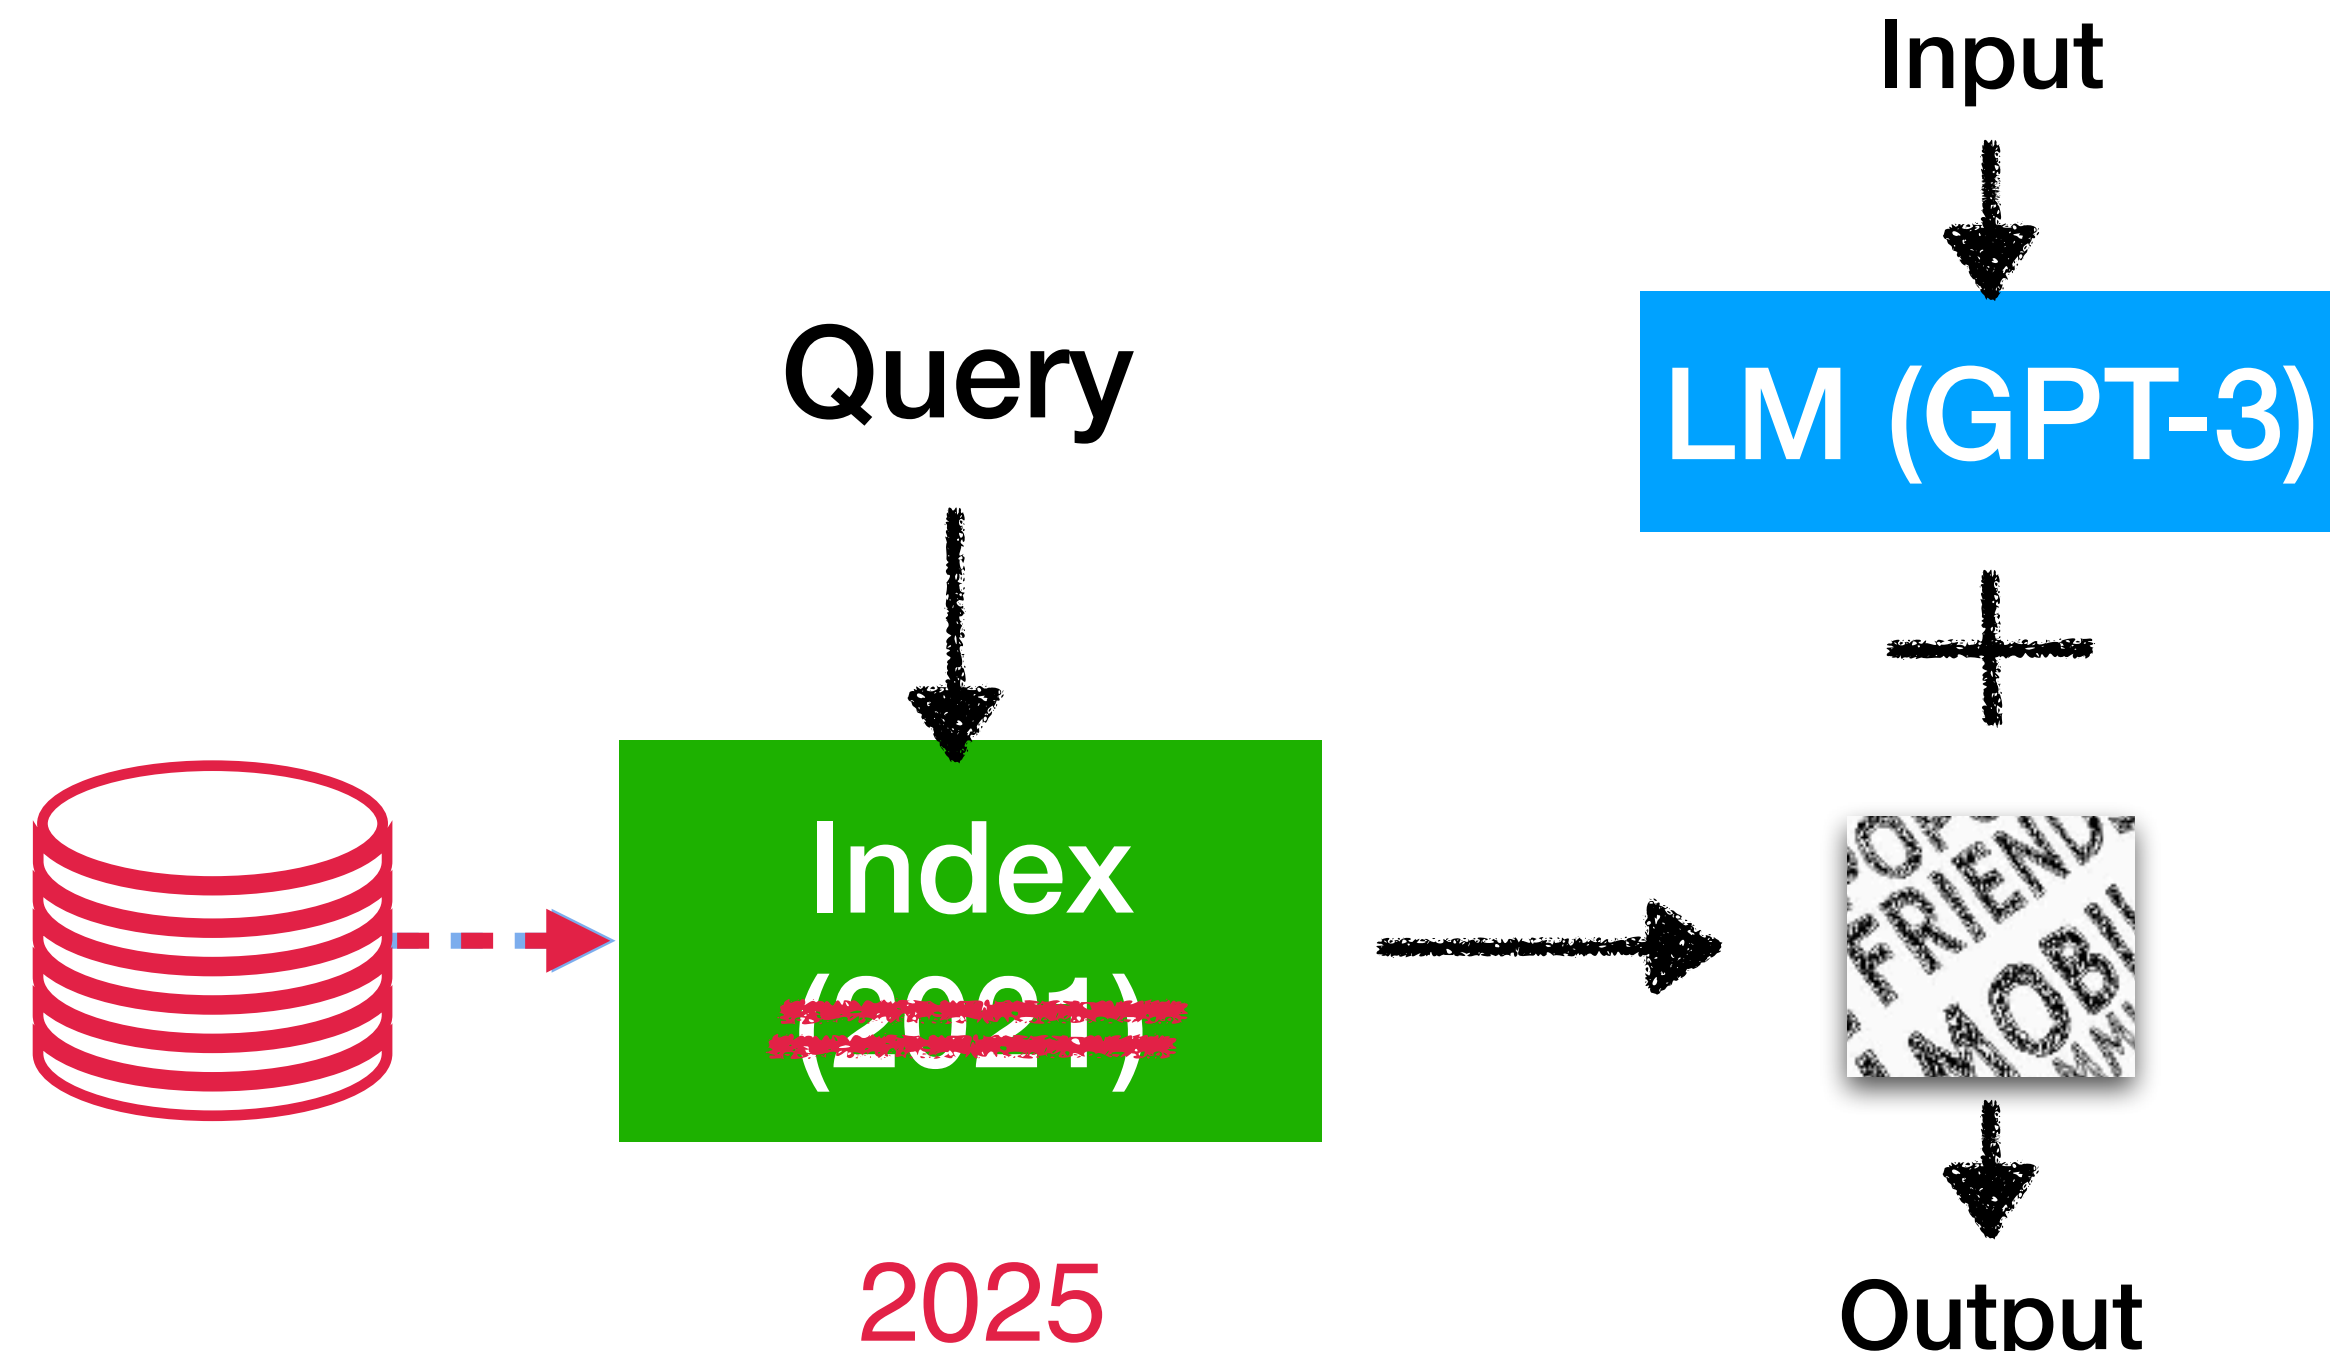 Input
LM (GPT-3)
Query
Index
(2021)
2025
FRIEND
MOBI
Output